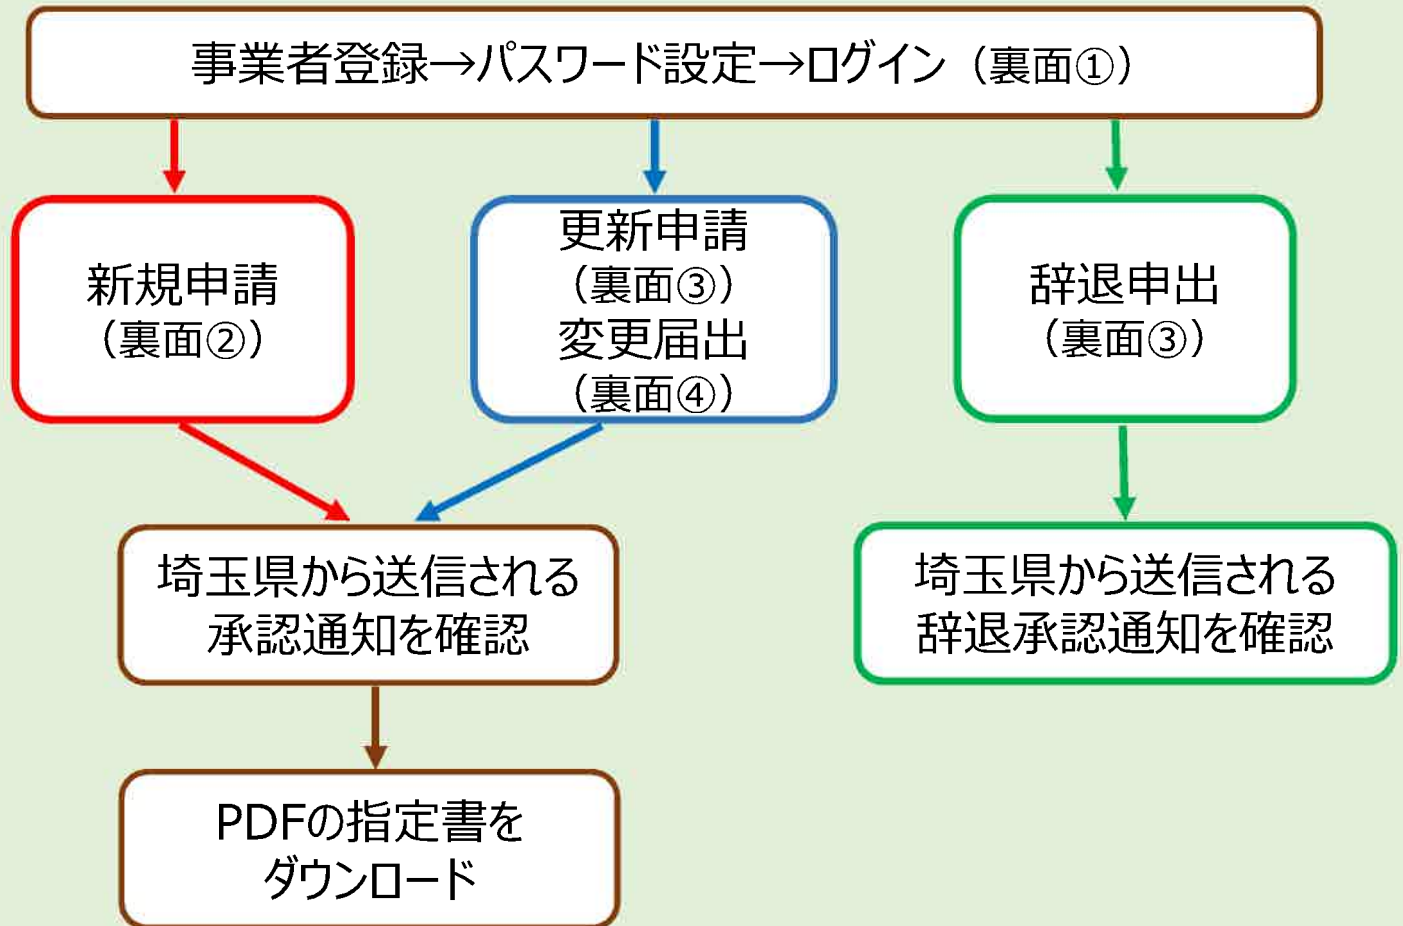 事業者登録→パスワード設定→ログイン（裏面①）
新規申請
（裏面②）
更新申請
（裏面③）
変更届出
（裏面④）
辞退申出
（裏面③）
埼玉県から送信される
承認通知を確認
埼玉県から送信される
辞退承認通知を確認
PDFの指定書を
ダウンロード